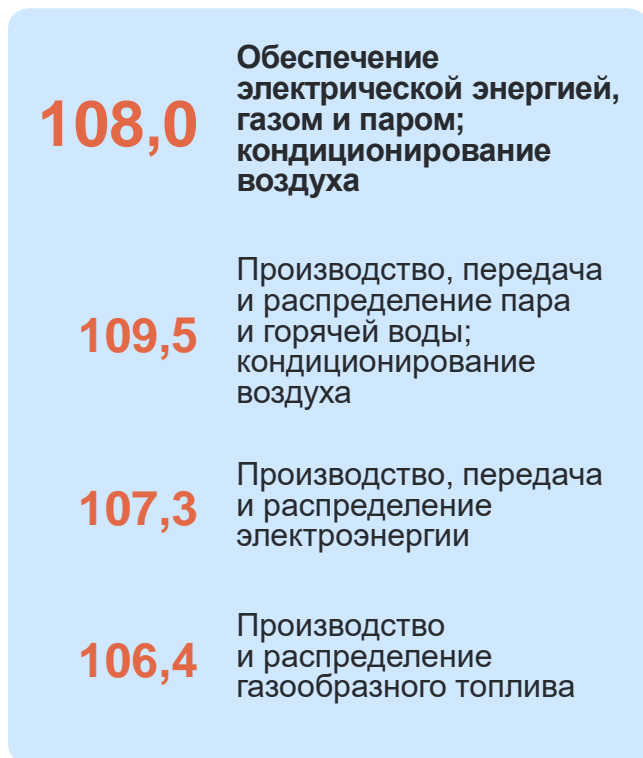 108,0
Обеспечение
электрической энергией,
газом и паром;
кондиционирование
воздуха
109,5
Производство, передача
и распределение пара
и горячей воды;
кондиционирование
воздуха
107,3
Производство, передача
и распределение
электроэнергии
106,4
Производство
и распределение
газообразного топлива